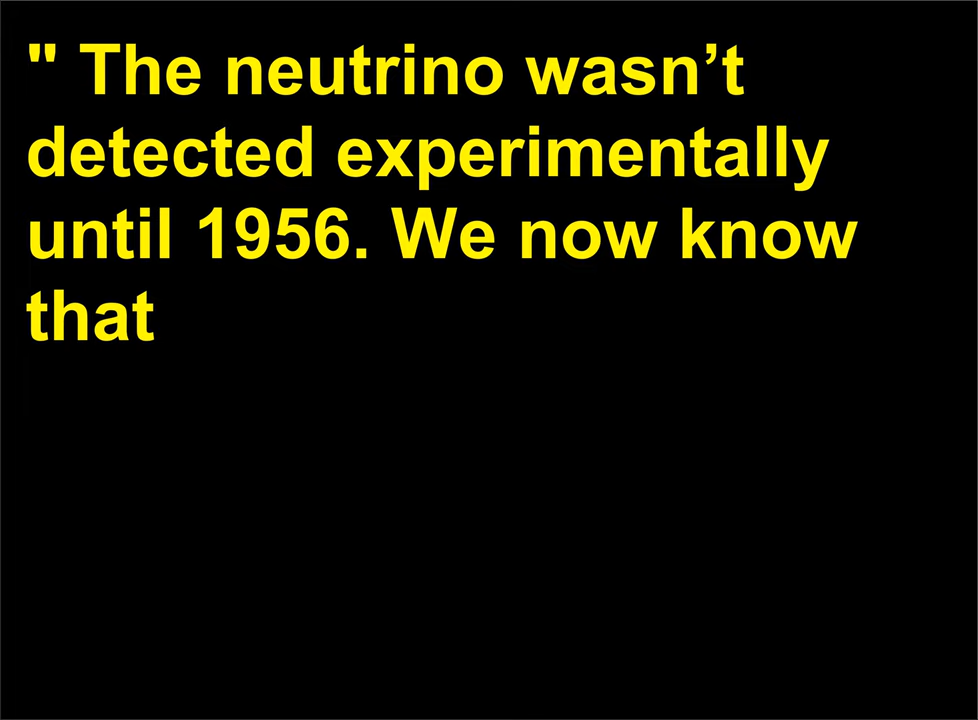 " The neutrino wasn’t
detected experimentally
until 1956. We now know
that